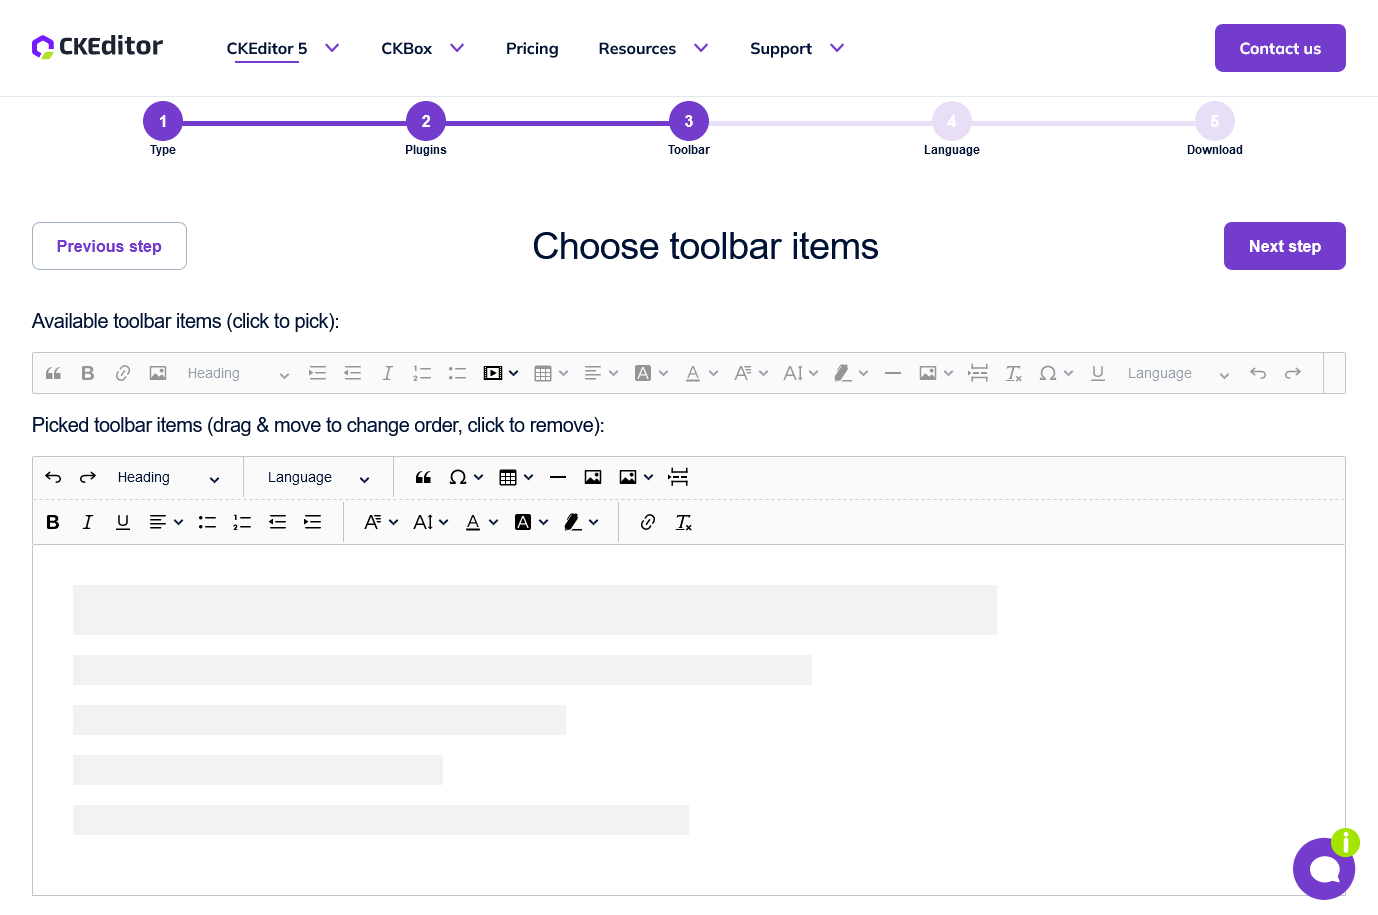 CKEditor
CKEditor 5
CKBox
Pricing
Resources
Support
Contact us
1
2
3
4
5
Type
Plugins
Toolbar
Language
Download
Previous step
Choose toolbar items
Next step
Available toolbar items (click to pick):
Heading
Language
Picked toolbar items (drag & move to change order, click to remove):
Heading
Language